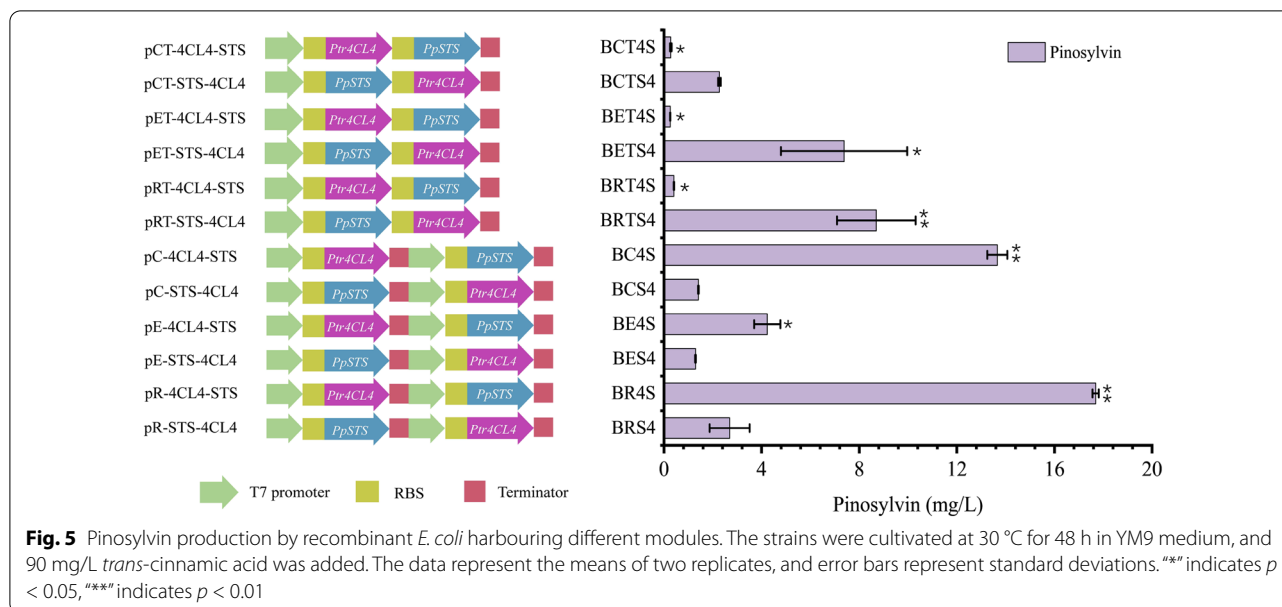 pCT-4CL4-STS Ptr4CL4 PpSTS
pCT-STS-4CL4 PpSTS Ptr4CL4
pET-4CL4-STS Ptr4CL4 PpSTS
pET-STS-4CL4 PpSTS Ptr4CL4
pRT-4CL4-STS Ptr4CL4 PpSTS
pRT-STS-4CL4 PpSTS Ptr4CL4
pC-4CL4-STS Ptr4CL4 PpSTS
pC-STS-4CL4 PpSTS Ptr4CL4
pE-4CL4-STS Ptr4CL4 PpSTS
pE-STS-4CL4 PpSTS Ptr4CL4
pR-4CL4-STS Ptr4CL4 PpSTS
pR-STS-4CL4 PpSTS Ptr4CL4
T7 promoter RBS Terminator
BCT4S *
BCTS4
BET4S *
BETS4 *
BRT4S *
BRTS4 **
BC4S **
BCS4
BE4S *
BES4
BR4S **
BRS4
Pinosylvin
0 4 8 12 16 20
Pinosylvin (mg/L)
Fig. 5 Pinosylvin production by recombinant E. coli harbouring different modules. The strains were cultivated at 30 °C for 48 h in YM9 medium, and
90 mg/L trans-cinnamic acid was added. The data represent the means of two replicates, and error bars represent standard deviations. “*” indicates p
< 0.05, “**” indicates p < 0.01